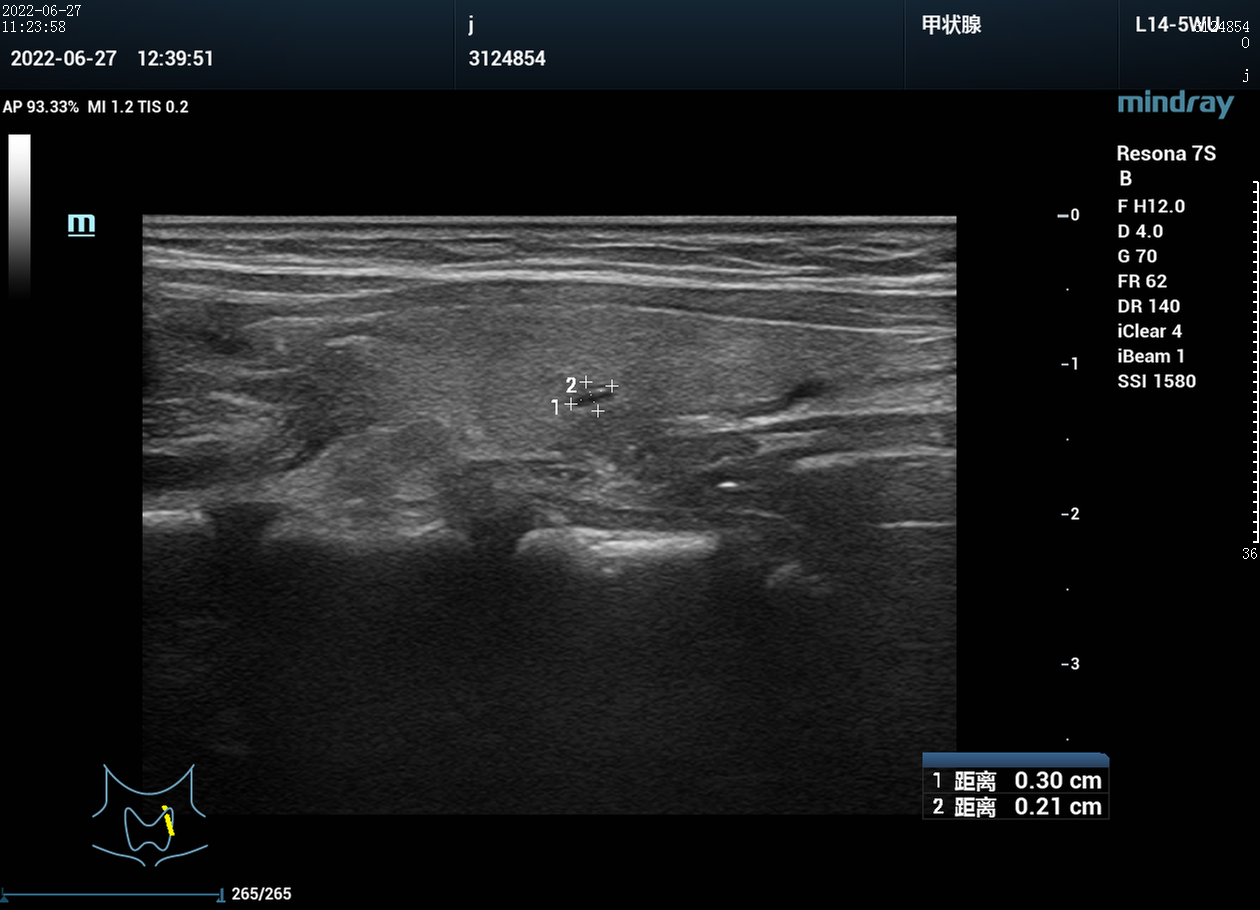 2022-06-27
11:23:58
2022-06-27 12:39:51
j
3124854
甲状腺
L14-5WU
3124854
0
j
AP 93.33% MI 1.2 TIS 0.2
mindray
Resona 7S
B
F H12.0
D 4.0
G 70
FR 62
DR 140
iClear 4
iBeam 1
SSI 1580
m
0
-1
-2
-3
2
1
36
1 距离 0.30 cm
2 距离 0.21 cm
265/265